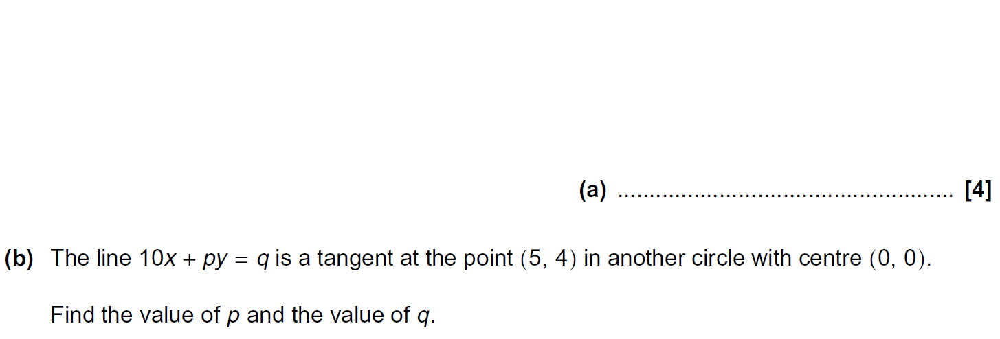 (a) ..................................................... [4]
(b) The line 10x + py = q is a tangent at the point (5, 4) in another circle with centre (0, 0).
Find the value of p and the value of q.